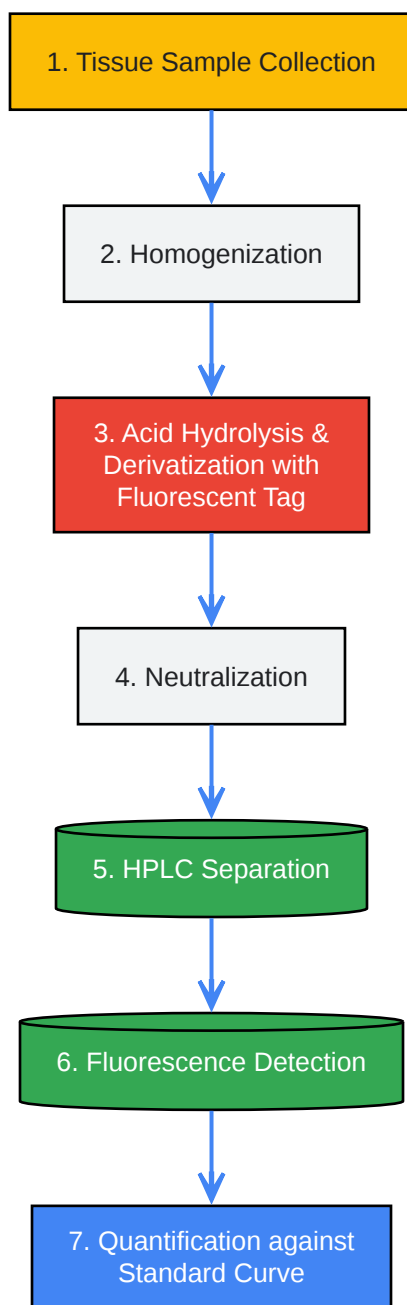 1. Tissue Sample Collection
2. Homogenization
3. Acid Hydrolysis &
Derivatization with
Fluorescent Tag
4. Neutralization
5. HPLC Separation
6. Fluorescence Detection
7. Quantification against
Standard Curve